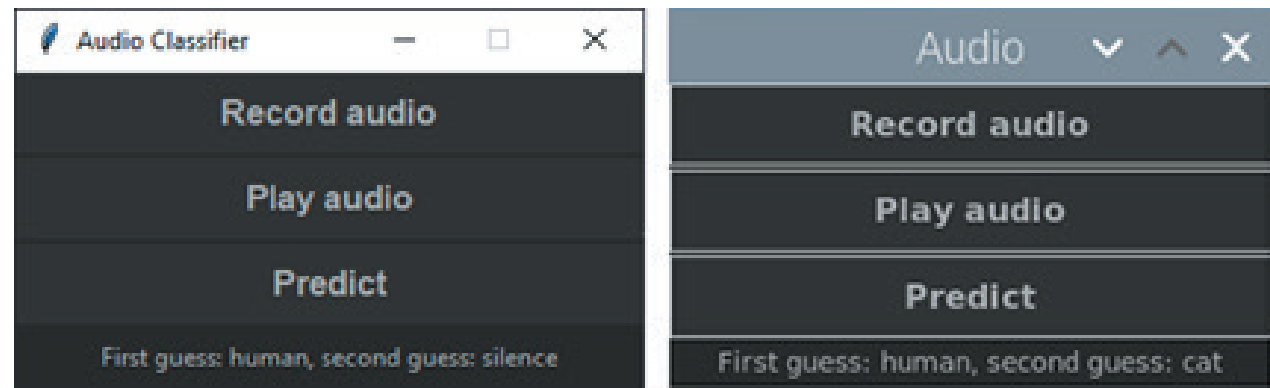 Audio Classifier
Record audio
Play audio
Predict
First guess: human, second guess: silence
Audio
Record audio
Play audio
Predict
First guess: human, second guess: cat